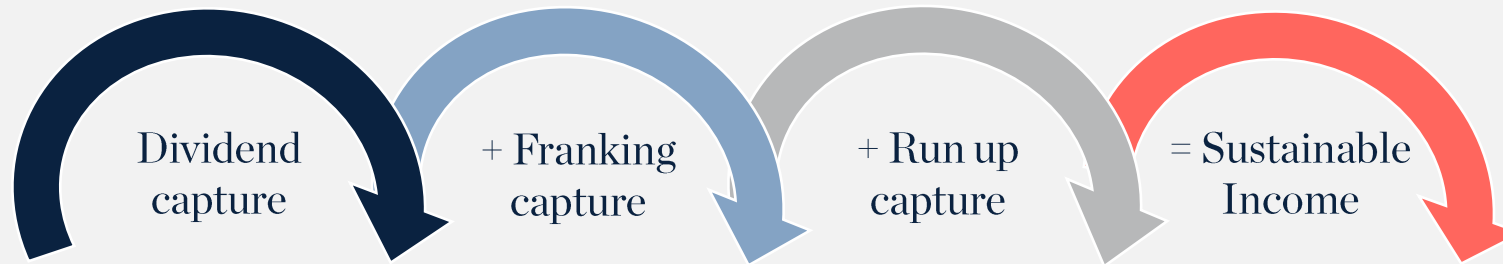 Dividend
capture
+ Franking
capture
+ Run up
capture
= Sustainable
Income